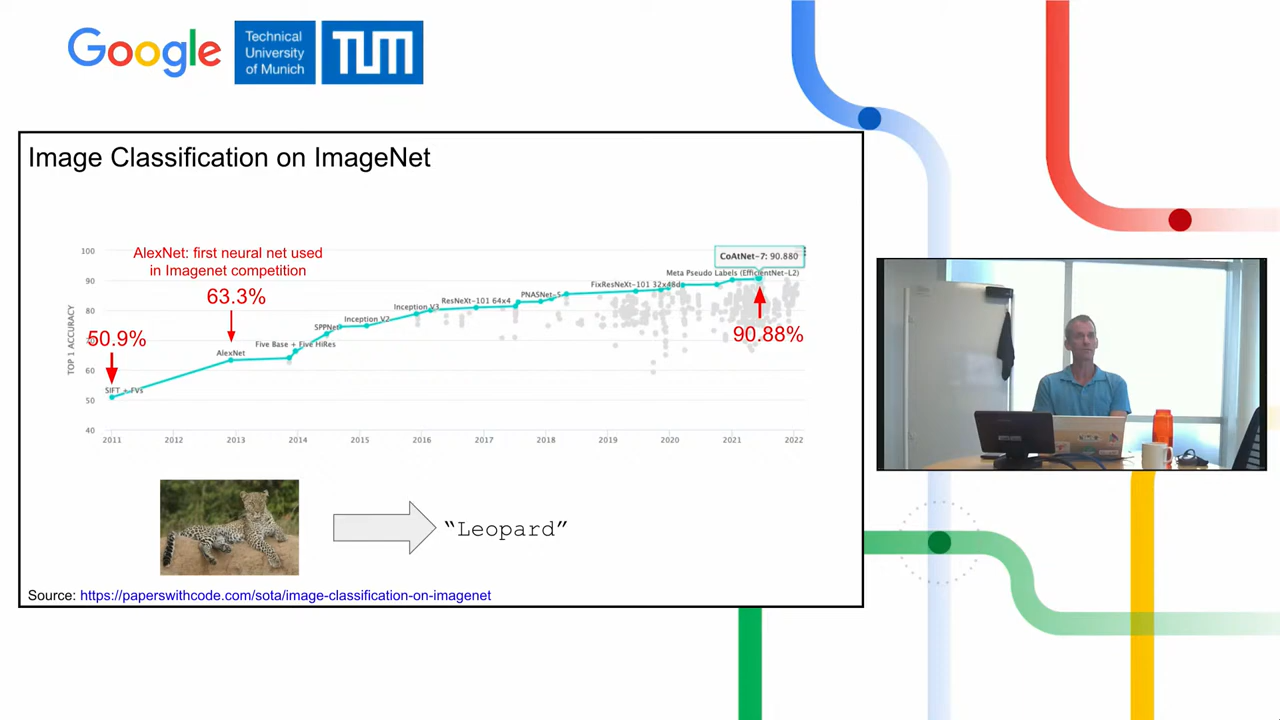 Google
Technical
University
of Munich
TUM
Image Classification on ImageNet
AlexNet: first neural net used
in Imagenet competition
63.3%
50.9%
90.88%
CoAtNet-7: 90.880
Meta Pseudo Labels (EfficientNet-L2)
FixResNeXt-101 32x48d
PNASNet-5
ResNeXt-101 64x4
Inception V3
Inception V2
SPPNet
Five Base + Five HiRes
AlexNet
SIFT + FVs
TOP 1 ACCURACY
100
90
80
70
60
50
40
2011 2012 2013 2014 2015 2016 2017 2018 2019 2020 2021 2022
“Leopard”
Source: https://paperswithcode.com/sota/image-classification-on-imagenet